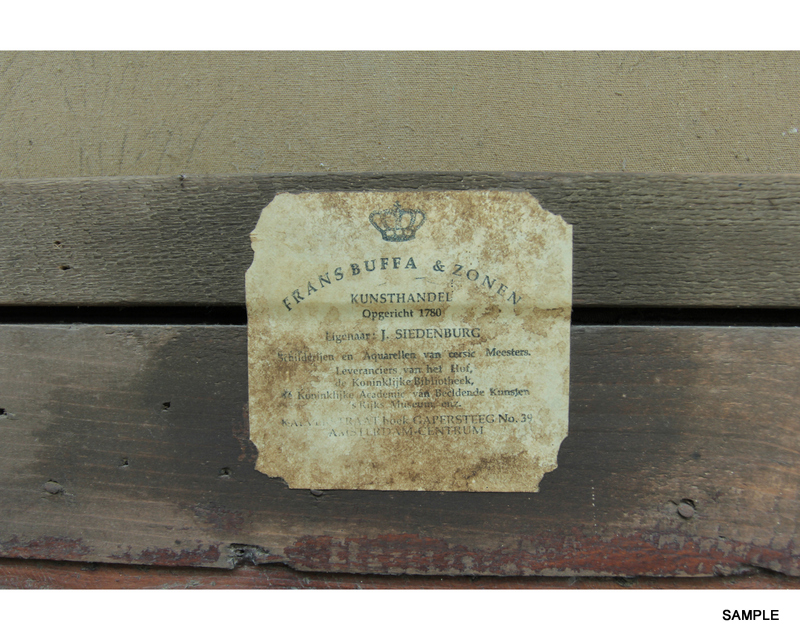 FRANS BUFFA & ZONEN
KUNSTHANDEL
Opgericht 1780
Eigenaar: J. SIEDENBURG
Schilderijen en Aquarellen van eerste Meesters.
Leveranciers van het Hof,
de Koninklijke Bibliotheek,
de Koninklijke Academie van Beeldende Kunsten
's Rijks Museum enz.
KALVERSTRAAT hoek GAPERSTEEG No. 39
AMSTERDAM-CENTRUM
SAMPLE